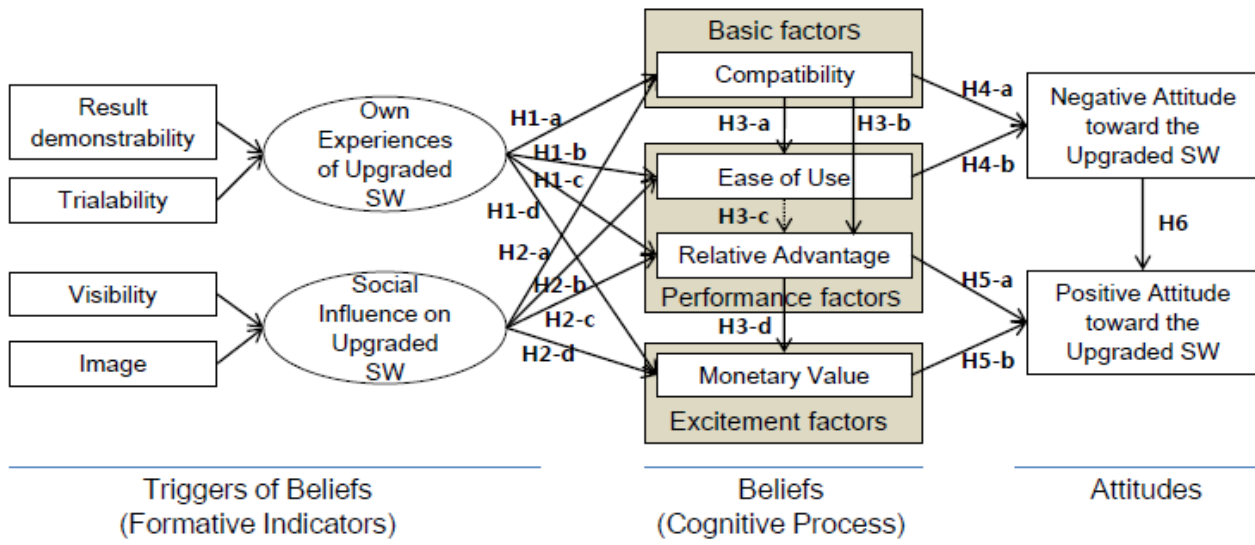 Result
demonstrability
Trialability
Visibility
Image
Own
Experiences
of Upgraded
SW
Social
Influence on
Upgraded
SW
H1-a
H1-b
H1-c
H1-d
H2-a
H2-b
H2-c
H2-d
Basic factors
Compatibility
H3-a
H3-b
Ease of Use
H3-c
Relative Advantage
Performance factors
H3-d
Monetary Value
Excitement factors
H4-a
H4-b
H5-a
H5-b
Negative Attitude
toward the
Upgraded SW
H6
Positive Attitude
toward the
Upgraded SW
Triggers of Beliefs
(Formative Indicators)
Beliefs
(Cognitive Process)
Attitudes